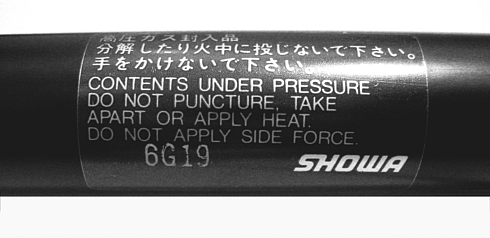 高圧ガス封入品
分解したり火中に投じないで下さい。
手をかけないで下さい。
CONTENTS UNDER PRESSURE
DO NOT PUNCTURE, TAKE
APART OR APPLY HEAT.
DO NOT APPLY SIDE FORCE.
6G19 SHOWA